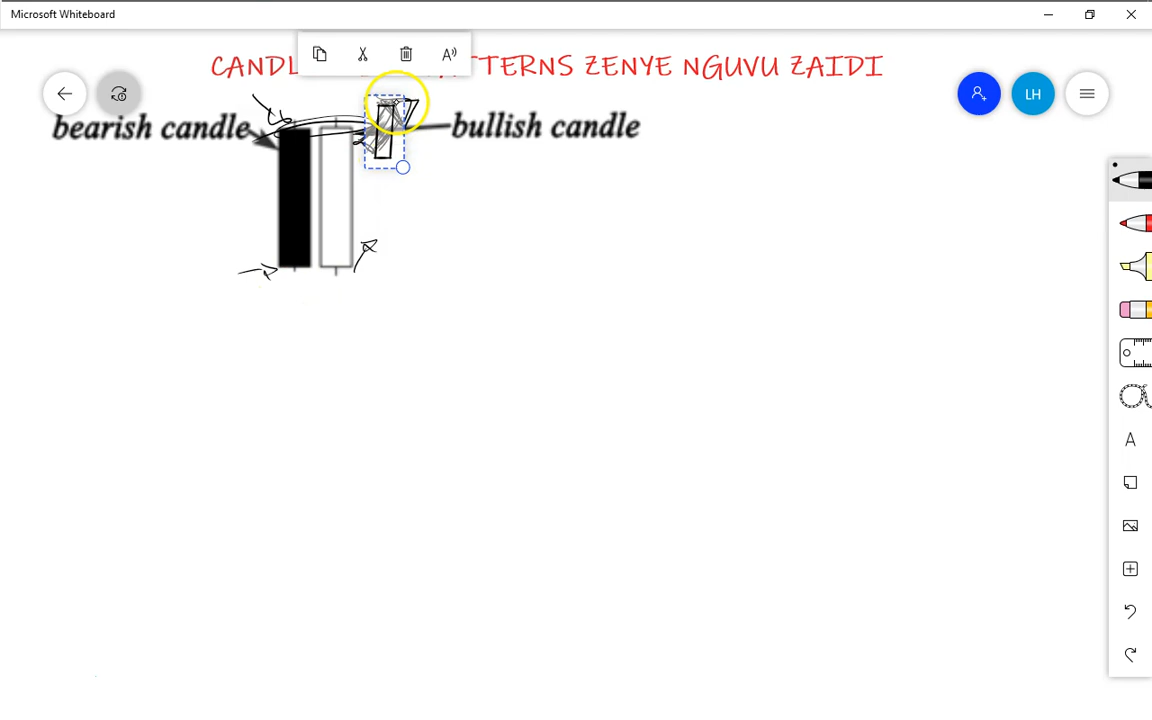 Microsoft Whiteboard
CANDL TTERNS ZENYE NGUVU ZAIDI
LH
bearish candle
bullish candle
A